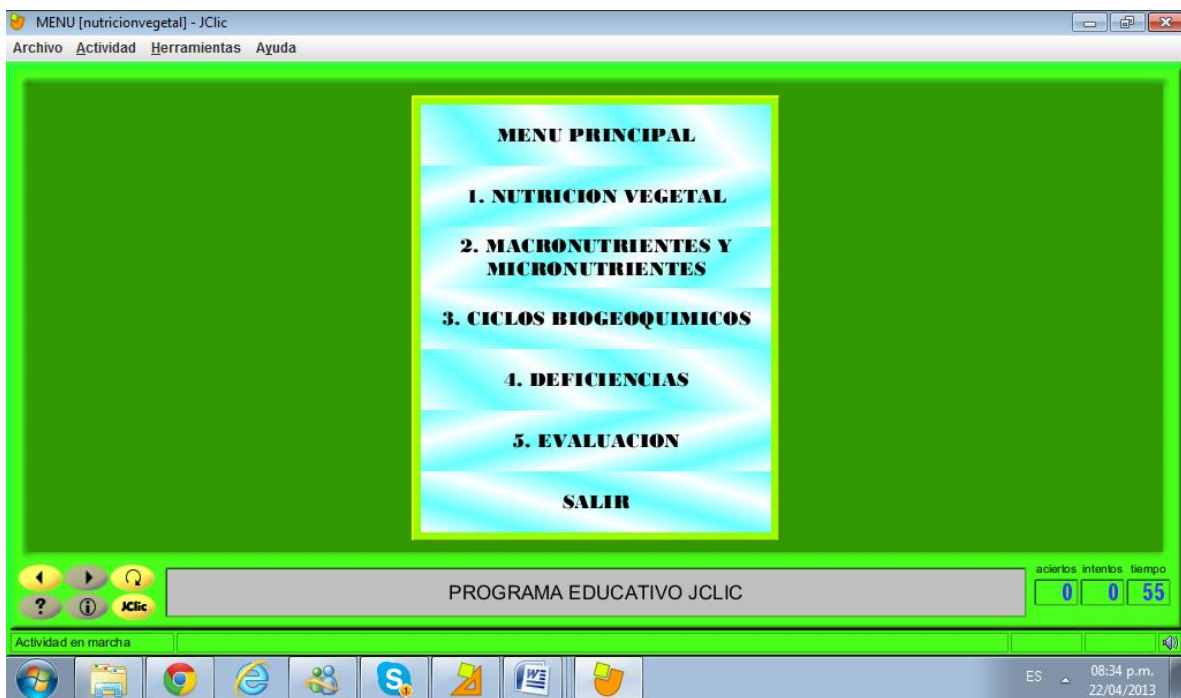 MENU [nutricionvegetal] - JClic
Archivo Actividad Herramientas Ayuda
MENU PRINCIPAL
1. NUTRICION VEGETAL
2. MACRONUTRIENTES Y
MICRONUTRIENTES
3. CICLOS BIOGEOQUIMICOS
4. DEFICIENCIAS
5. EVALUACION
SALIR
? JClic
PROGRAMA EDUCATIVO JCLIC
aciertos intentos tiempo
0 0 55
Actividad en marcha
ES 08:34 p.m.
22/04/2013